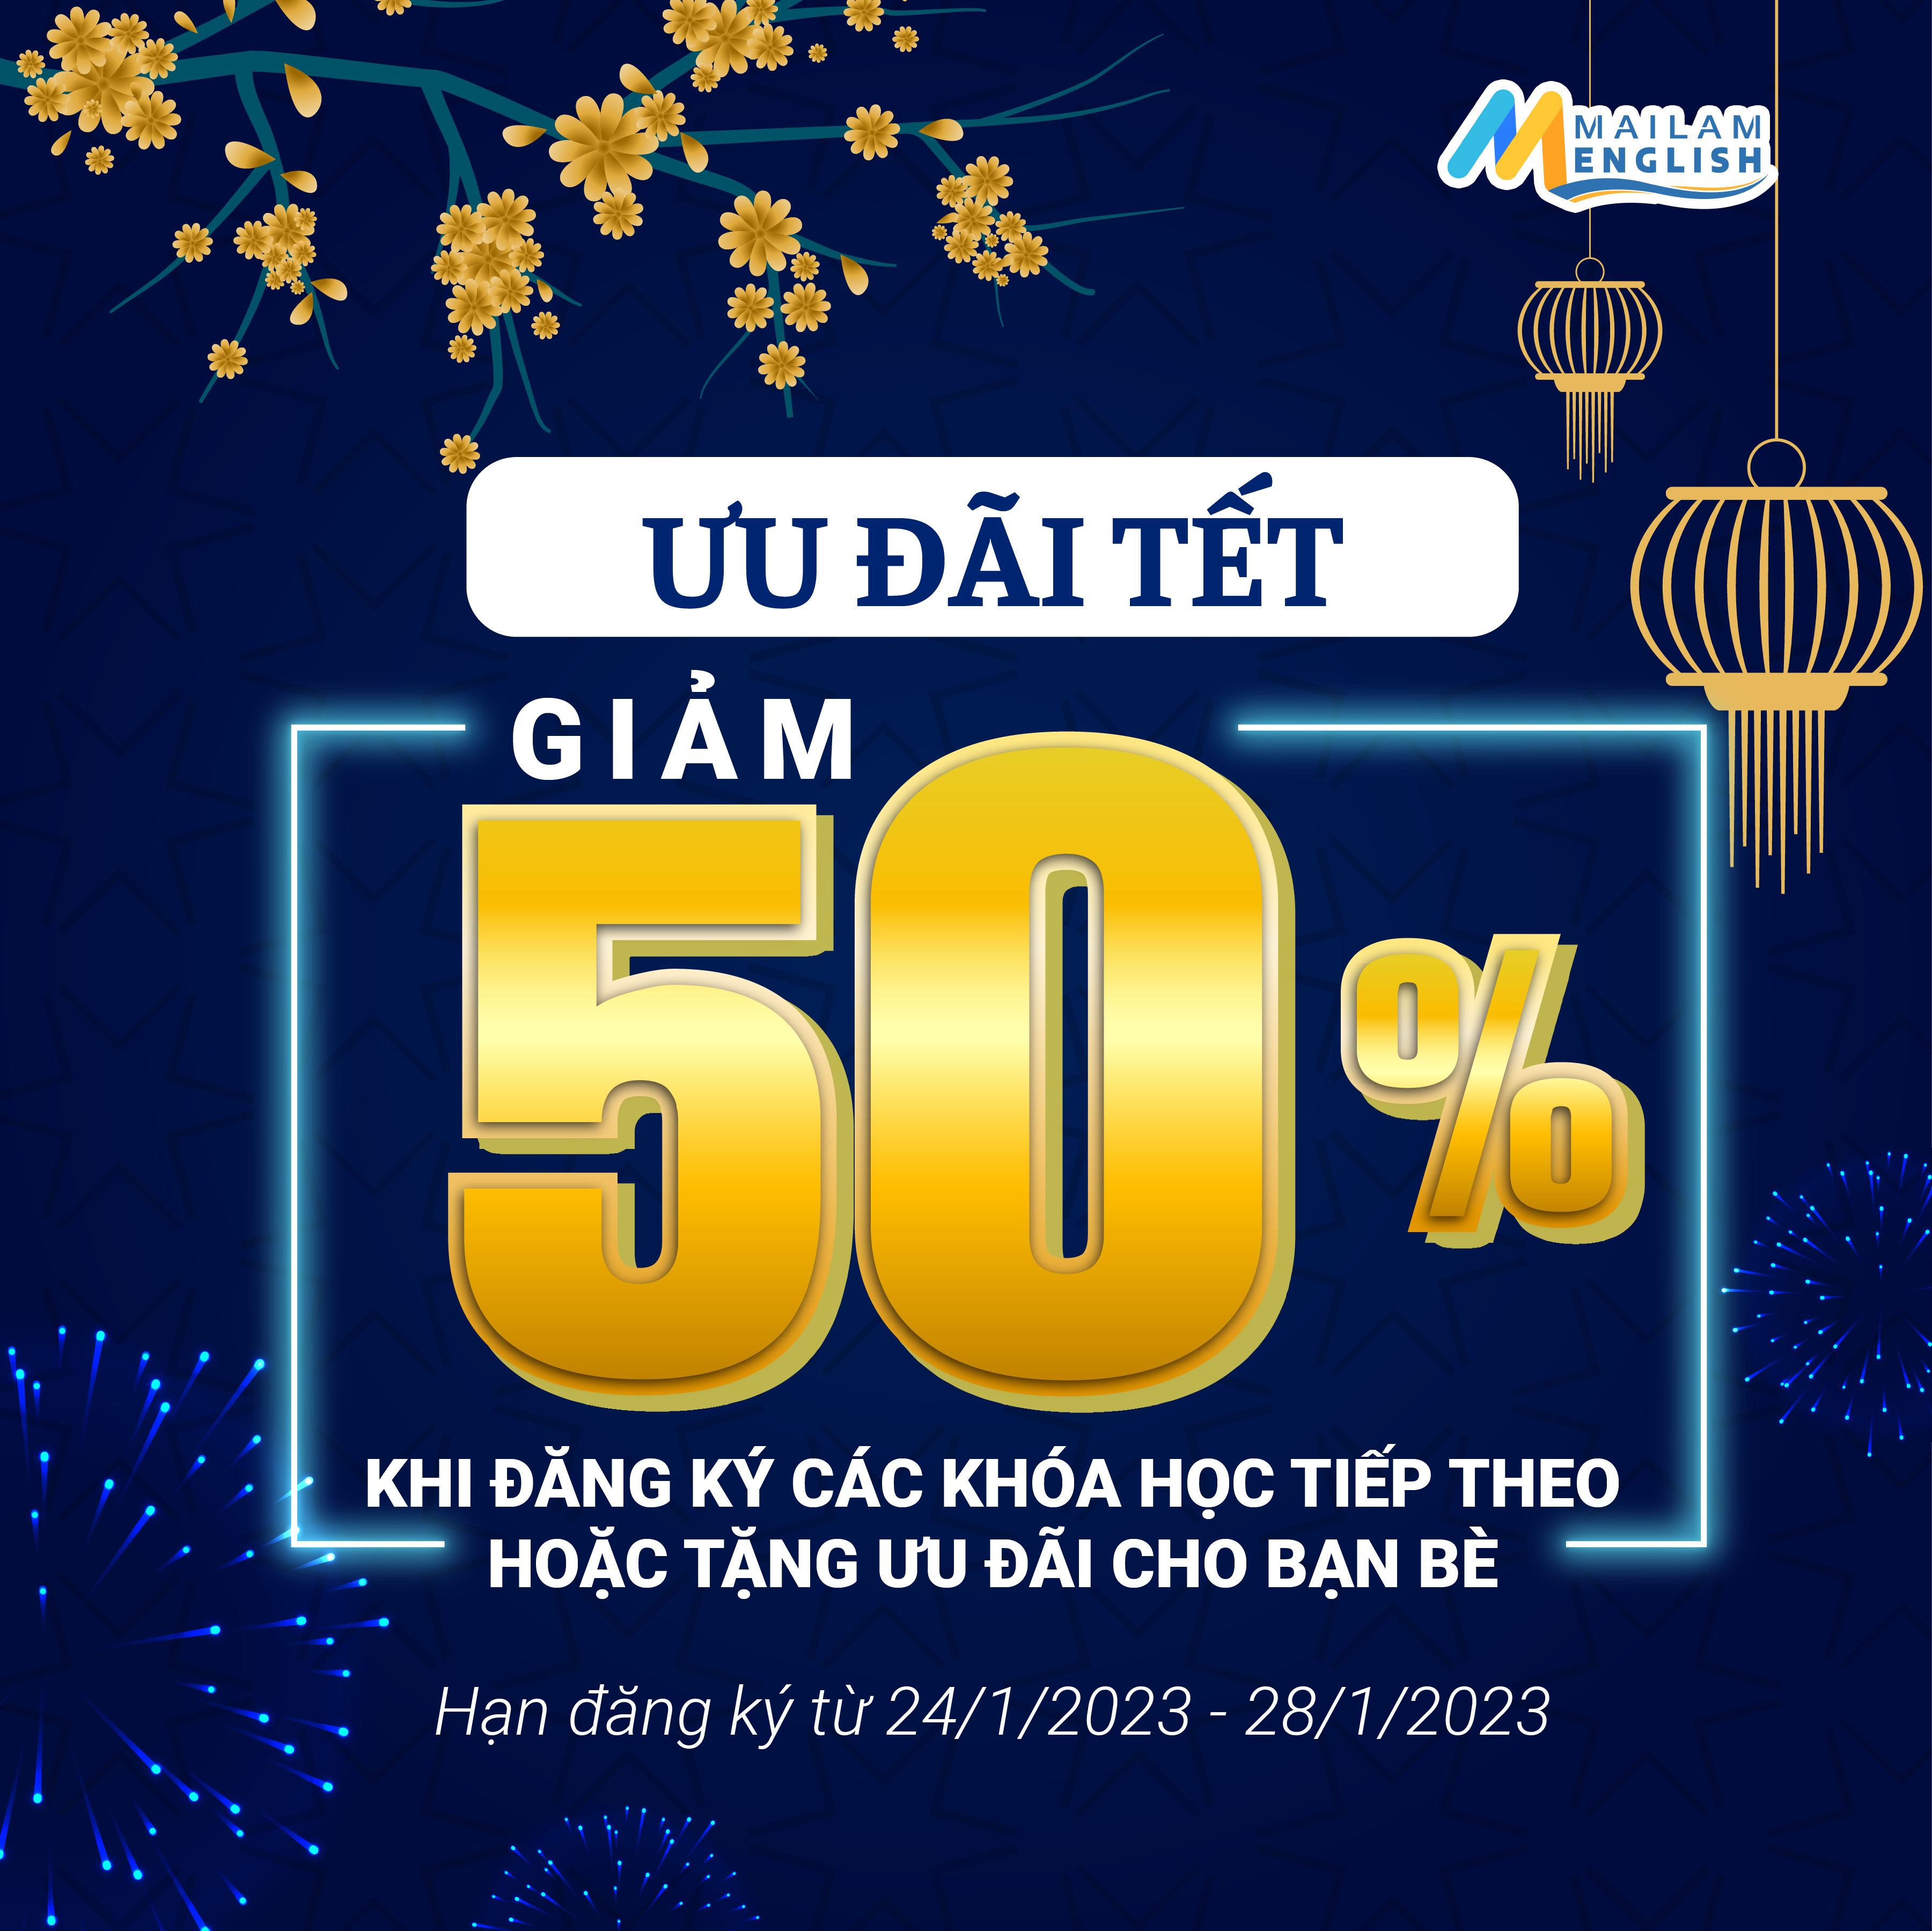 MAILAM
ENGLISH
ƯU ĐÃI TẾT
GIẢM
50%
KHI ĐĂNG KÝ CÁC KHÓA HỌC TIẾP THEO
HOẶC TẶNG ƯU ĐÃI CHO BẠN BÈ
Hạn đăng ký từ 24/1/2023 - 28/1/2023